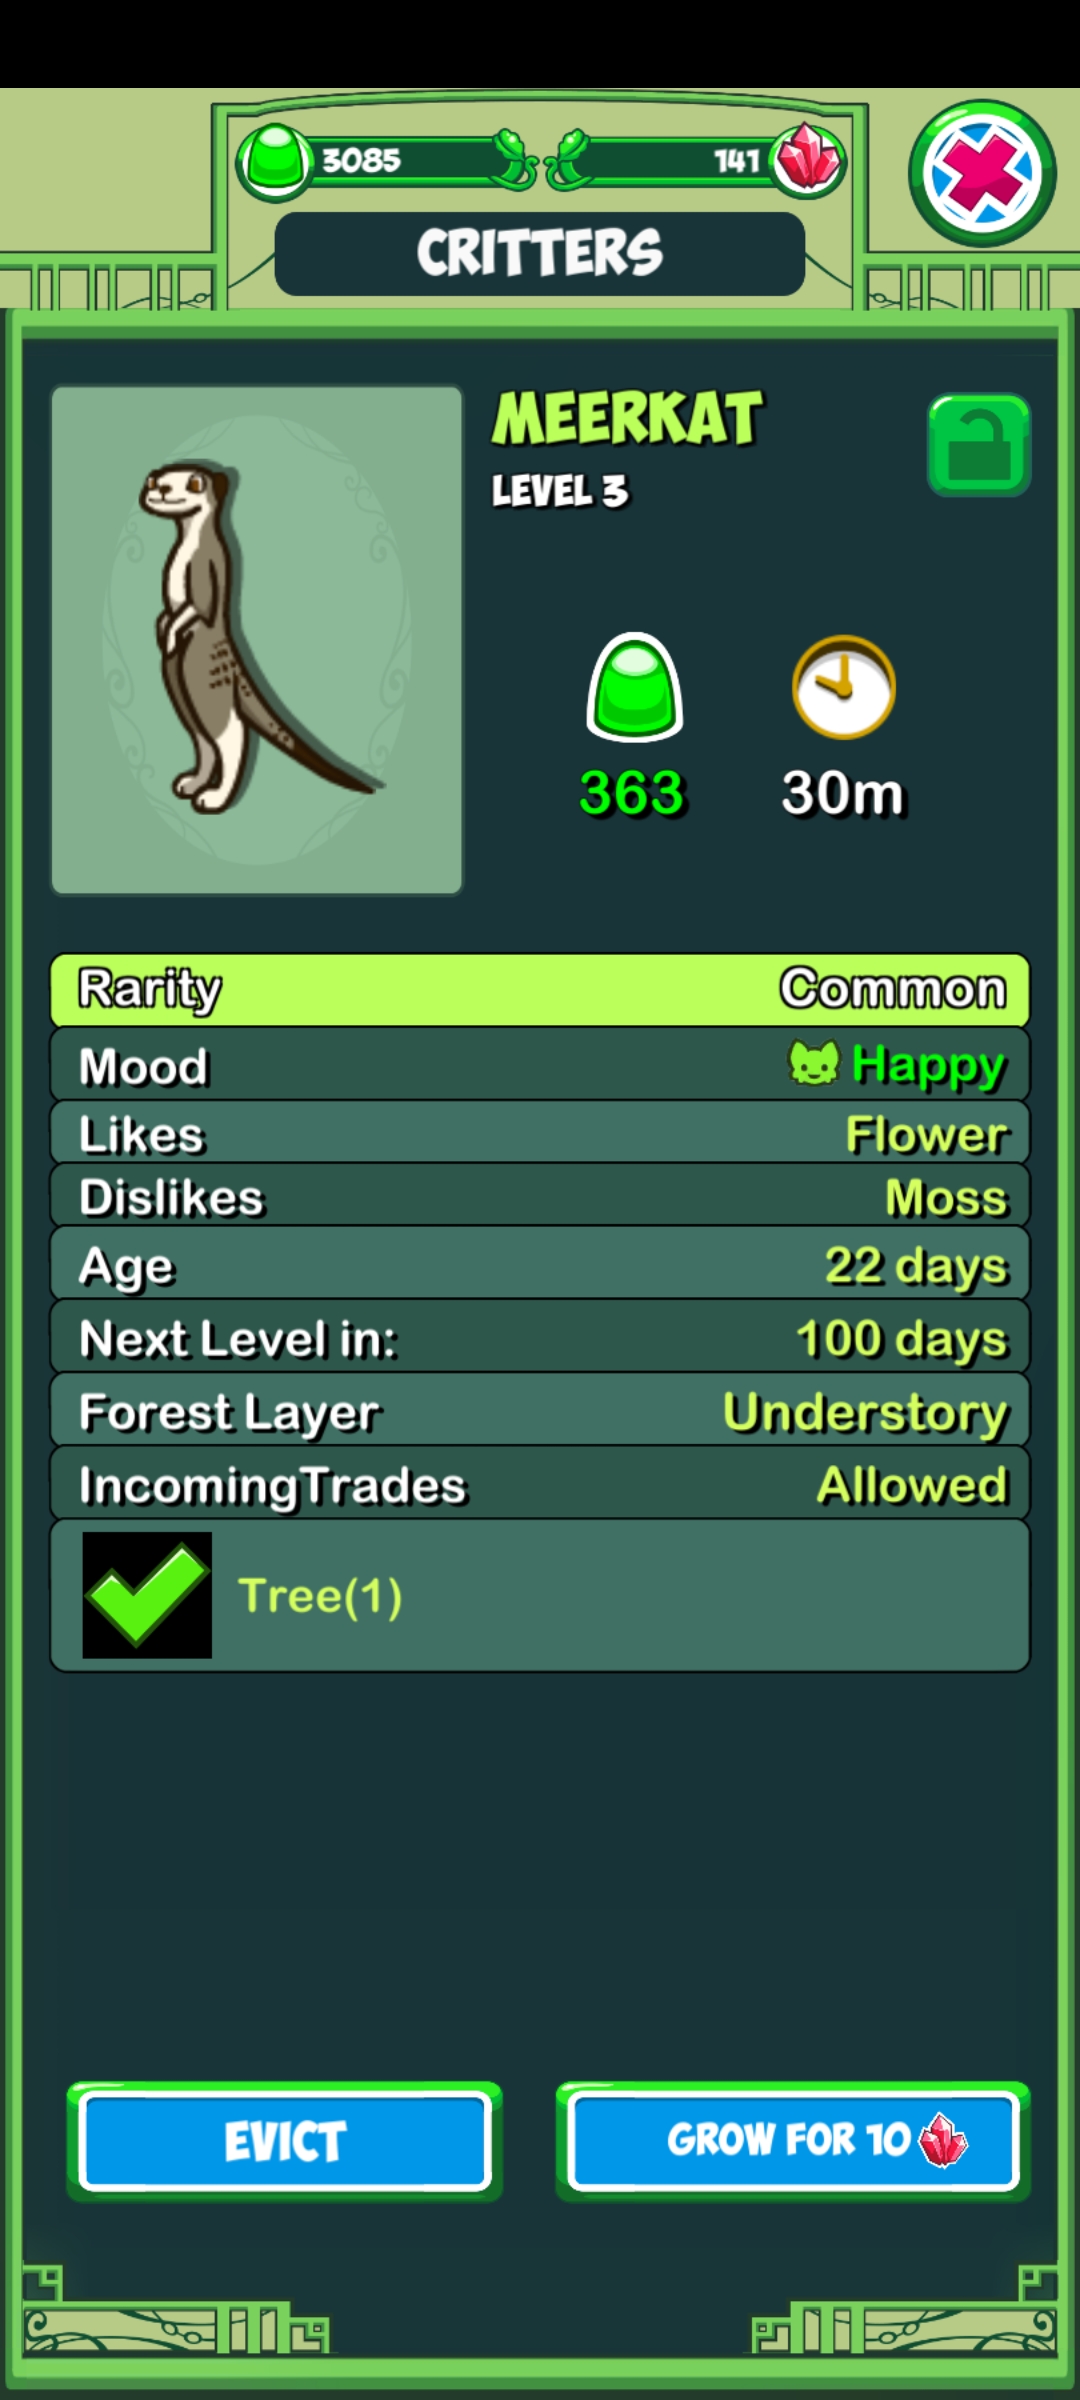 3085
141
CRITTERS
MEERKAT
LEVEL 3
363
30m
Rarity Common
Mood Happy
Likes Flower
Dislikes Moss
Age 22 days
Next Level in: 100 days
Forest Layer Understory
IncomingTrades Allowed
Tree(1)
EVICT
GROW FOR 10